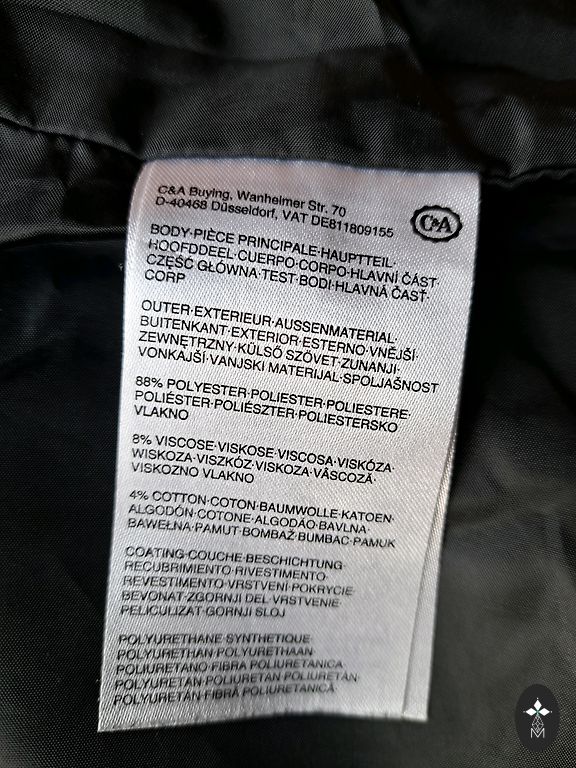 C&A Buying, Wanheimer Str. 70
D-40468 Düsseldorf, VAT DE811809155
C&A
BODY·PIÈCE PRINCIPALE·HAUPTTEIL·
HOOFDDEEL·CUERPO·CORPO·HLAVNÍ ČÁST·
CZĘŚĆ GŁÓWNA·TEST·BODI·HLAVNÁ ČASŤ·
CORP
OUTER·EXTERIEUR·AUSSENMATERIAL·
BUITENKANT·EXTERIOR·ESTERNO·VNĚJŠÍ·
ZEWNĘTRZNY·KÜLSŐ SZÖVET·ZUNANJI·
VONKAJŠÍ·VANJSKI MATERIJAL·SPOLJAŠNOST
88% POLYESTER·POLIESTER·POLIESTERE·
POLIÉSTER·POLIÉSZTER·POLIESTERSKO
VLAKNO
8% VISCOSE·VISKOSE·VISCOSA·VISKÓZA·
WISKOZA·VISZKÓZ·VISKOZA·VÂSCOZĂ·
VISKOZNO VLAKNO
4% COTTON·COTON·BAUMWOLLE·KATOEN·
ALGODÓN·COTONE·ALGODÃO·BAVLNA·
BAWEŁNA·PAMUT·BOMBAŽ·BUMBAC·PAMUK
COATING·COUCHE·BESCHICHTUNG·
RECUBRIMIENTO·RIVESTIMENTO·
REVESTIMENTO·VRSTVENÍ·POKRYCIE·
BEVONAT·ZGORNJI DEL·VRSTVENIE·
PELICULIZAT·GORNJI SLOJ
POLYURETHANE·SYNTHETIQUE·
POLYURETHAN·POLYURETHAAN·
POLIURETANO·FIBRA POLIURETANICA·
POLYURETAN·POLIURETAN·POLIURETÁN·
POLYURETÁN·FIBRĂ POLIURETANICĂ
M